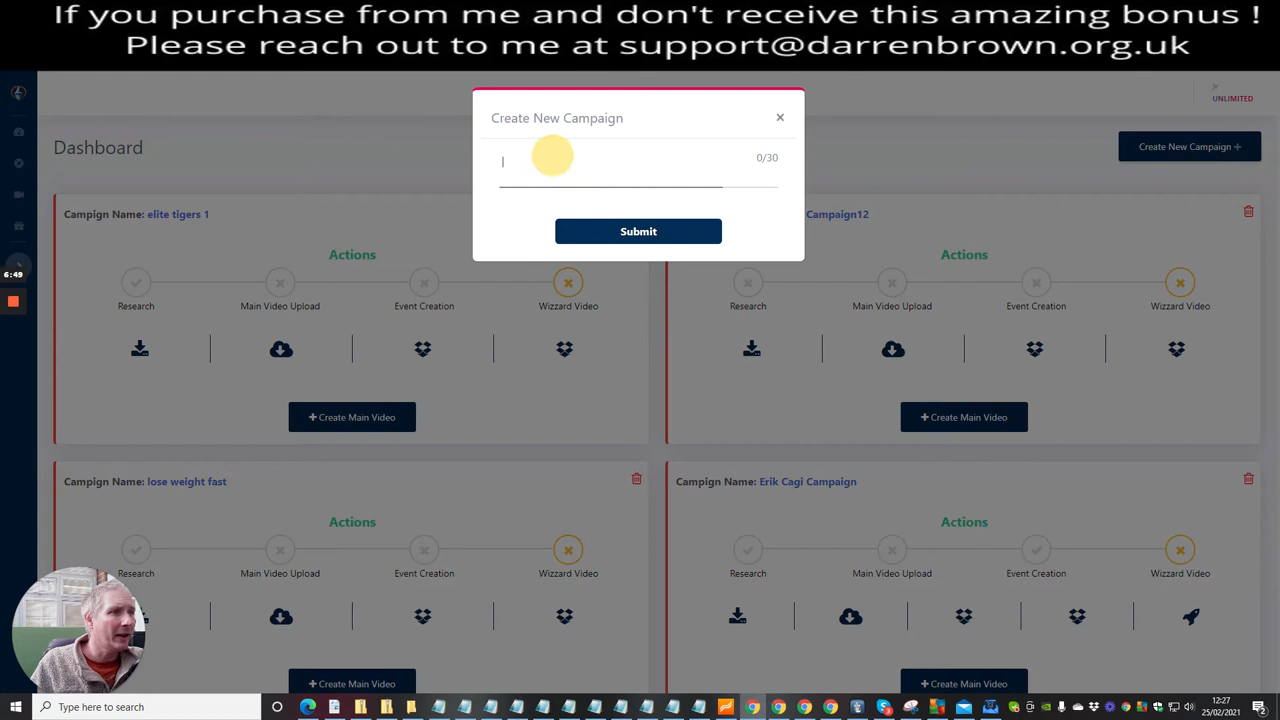 If you purchase from me and don't receive this amazing bonus !
Please reach out to me at support@darrenbrown.org.uk
UNLIMITED
Create New Campaign
×
0/30
Submit
Dashboard
Create New Campaign +
6:49
Campign Name: elite tigers 1
Actions
Research
Main Video Upload
Event Creation
Wizzard Video
+ Create Main Video
Campaign12
Actions
Research
Main Video Upload
Event Creation
Wizzard Video
+ Create Main Video
Campign Name: lose weight fast
Actions
Research
Main Video Upload
Event Creation
Wizzard Video
+ Create Main Video
Campign Name: Erik Cagi Campaign
Actions
Research
Main Video Upload
Event Creation
Wizzard Video
+ Create Main Video
Type here to search
12:27
25/02/2021